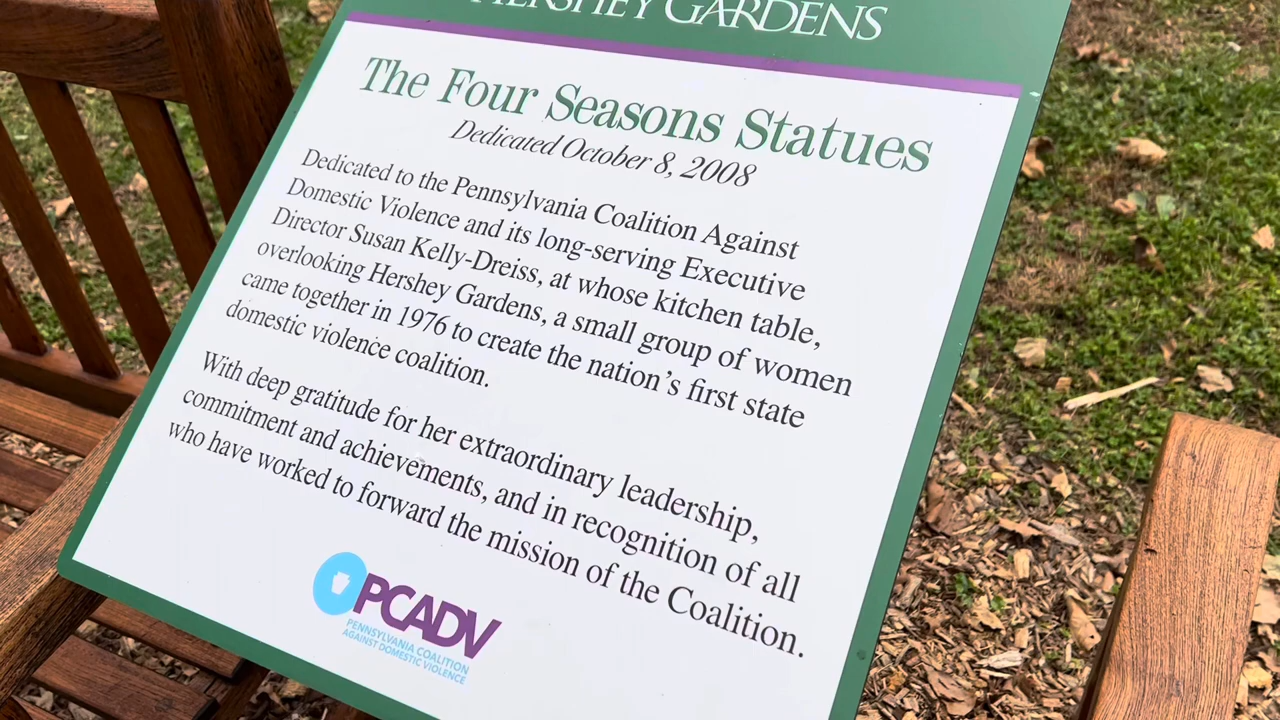 HERSHEY GARDENS
The Four Seasons Statues
Dedicated October 8, 2008
Dedicated to the Pennsylvania Coalition Against
Domestic Violence and its long-serving Executive
Director Susan Kelly-Dreiss, at whose kitchen table,
overlooking Hershey Gardens, a small group of women
came together in 1976 to create the nation's first state
domestic violence coalition.
With deep gratitude for her extraordinary leadership,
commitment and achievements, and in recognition of all
who have worked to forward the mission of the Coalition.
PCADV
PENNSYLVANIA COALITION
AGAINST DOMESTIC VIOLENCE